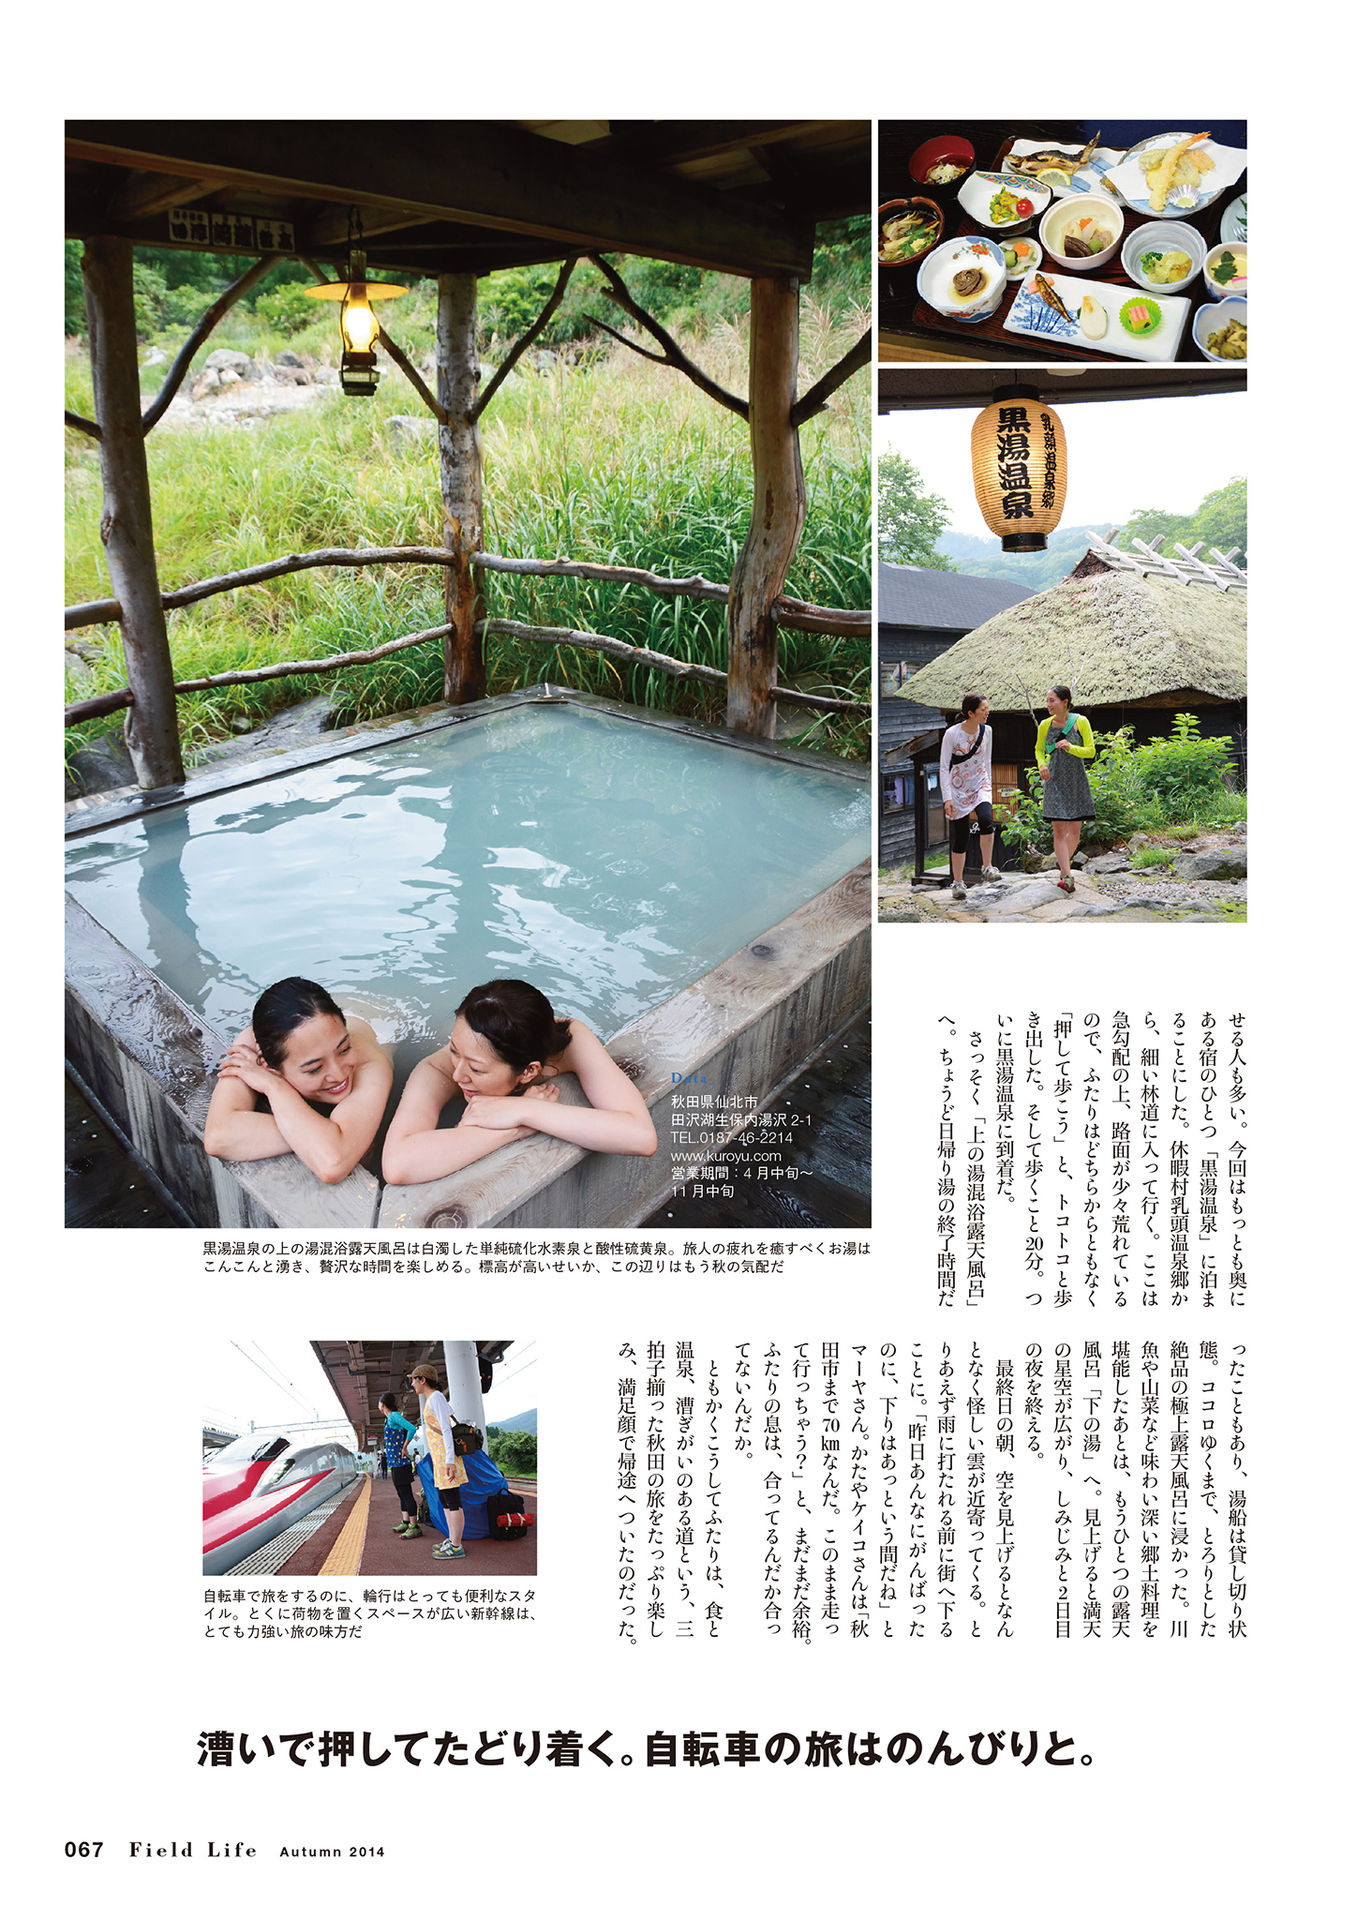 乳頭温泉郷
黒湯温泉
せる人も多い。今回はもっとも奥に
ある宿のひとつ「黒湯温泉」に泊ま
ることにした。休暇村乳頭温泉郷か
ら、細い林道に入って行く。ここは
急勾配の上、路面が少々荒れている
ので、ふたりはどちらからともなく
「押して歩こう」と、トコトコと歩
き出した。そして歩くこと20分。つ
いに黒湯温泉に到着だ。
さっそく「上の湯混浴露天風呂」
へ。ちょうど日帰り湯の終了時間だ
ったこともあり、湯船は貸し切り状
態。ココロゆくまで、とろりとした
絶品の極上露天風呂に浸かった。川
魚や山菜など味わい深い郷土料理を
堪能したあとは、もうひとつの露天
風呂「下の湯」へ。見上げると満天
の星空が広がり、しみじみと2日目
の夜を終える。
最終日の朝、空を見上げるとなん
となく怪しい雲が近寄ってくる。と
りあえず雨に打たれる前に街へ下る
ことに。「昨日あんなにがんばった
のに、下りはあっという間だね」と
マーヤさん。かたやケイコさんは「秋
田市まで70㎞なんだ。このまま走っ
て行っちゃう？」と、まだまだ余裕。
ふたりの息は、合ってるんだか合っ
てないんだか。
ともかくこうしてふたりは、食と
温泉、漕ぎがいのある道という、三
拍子揃った秋田の旅をたっぷり楽し
み、満足顔で帰途へついたのだった。
Data
秋田県仙北市
田沢湖生保内湯沢 2-1
TEL.0187-46-2214
www.kuroyu.com
営業期間：4 月中旬～
11 月中旬
黒湯温泉の上の湯混浴露天風呂は白濁した単純硫化水素泉と酸性硫黄泉。旅人の疲れを癒すべくお湯は
こんこんと湧き、贅沢な時間を楽しめる。標高が高いせいか、この辺りはもう秋の気配だ
自転車で旅をするのに、輪行はとっても便利なスタ
イル。とくに荷物を置くスペースが広い新幹線は、
とても力強い旅の味方だ
漕いで押してたどり着く。自転車の旅はのんびりと。
067 Field Life Autumn 2014